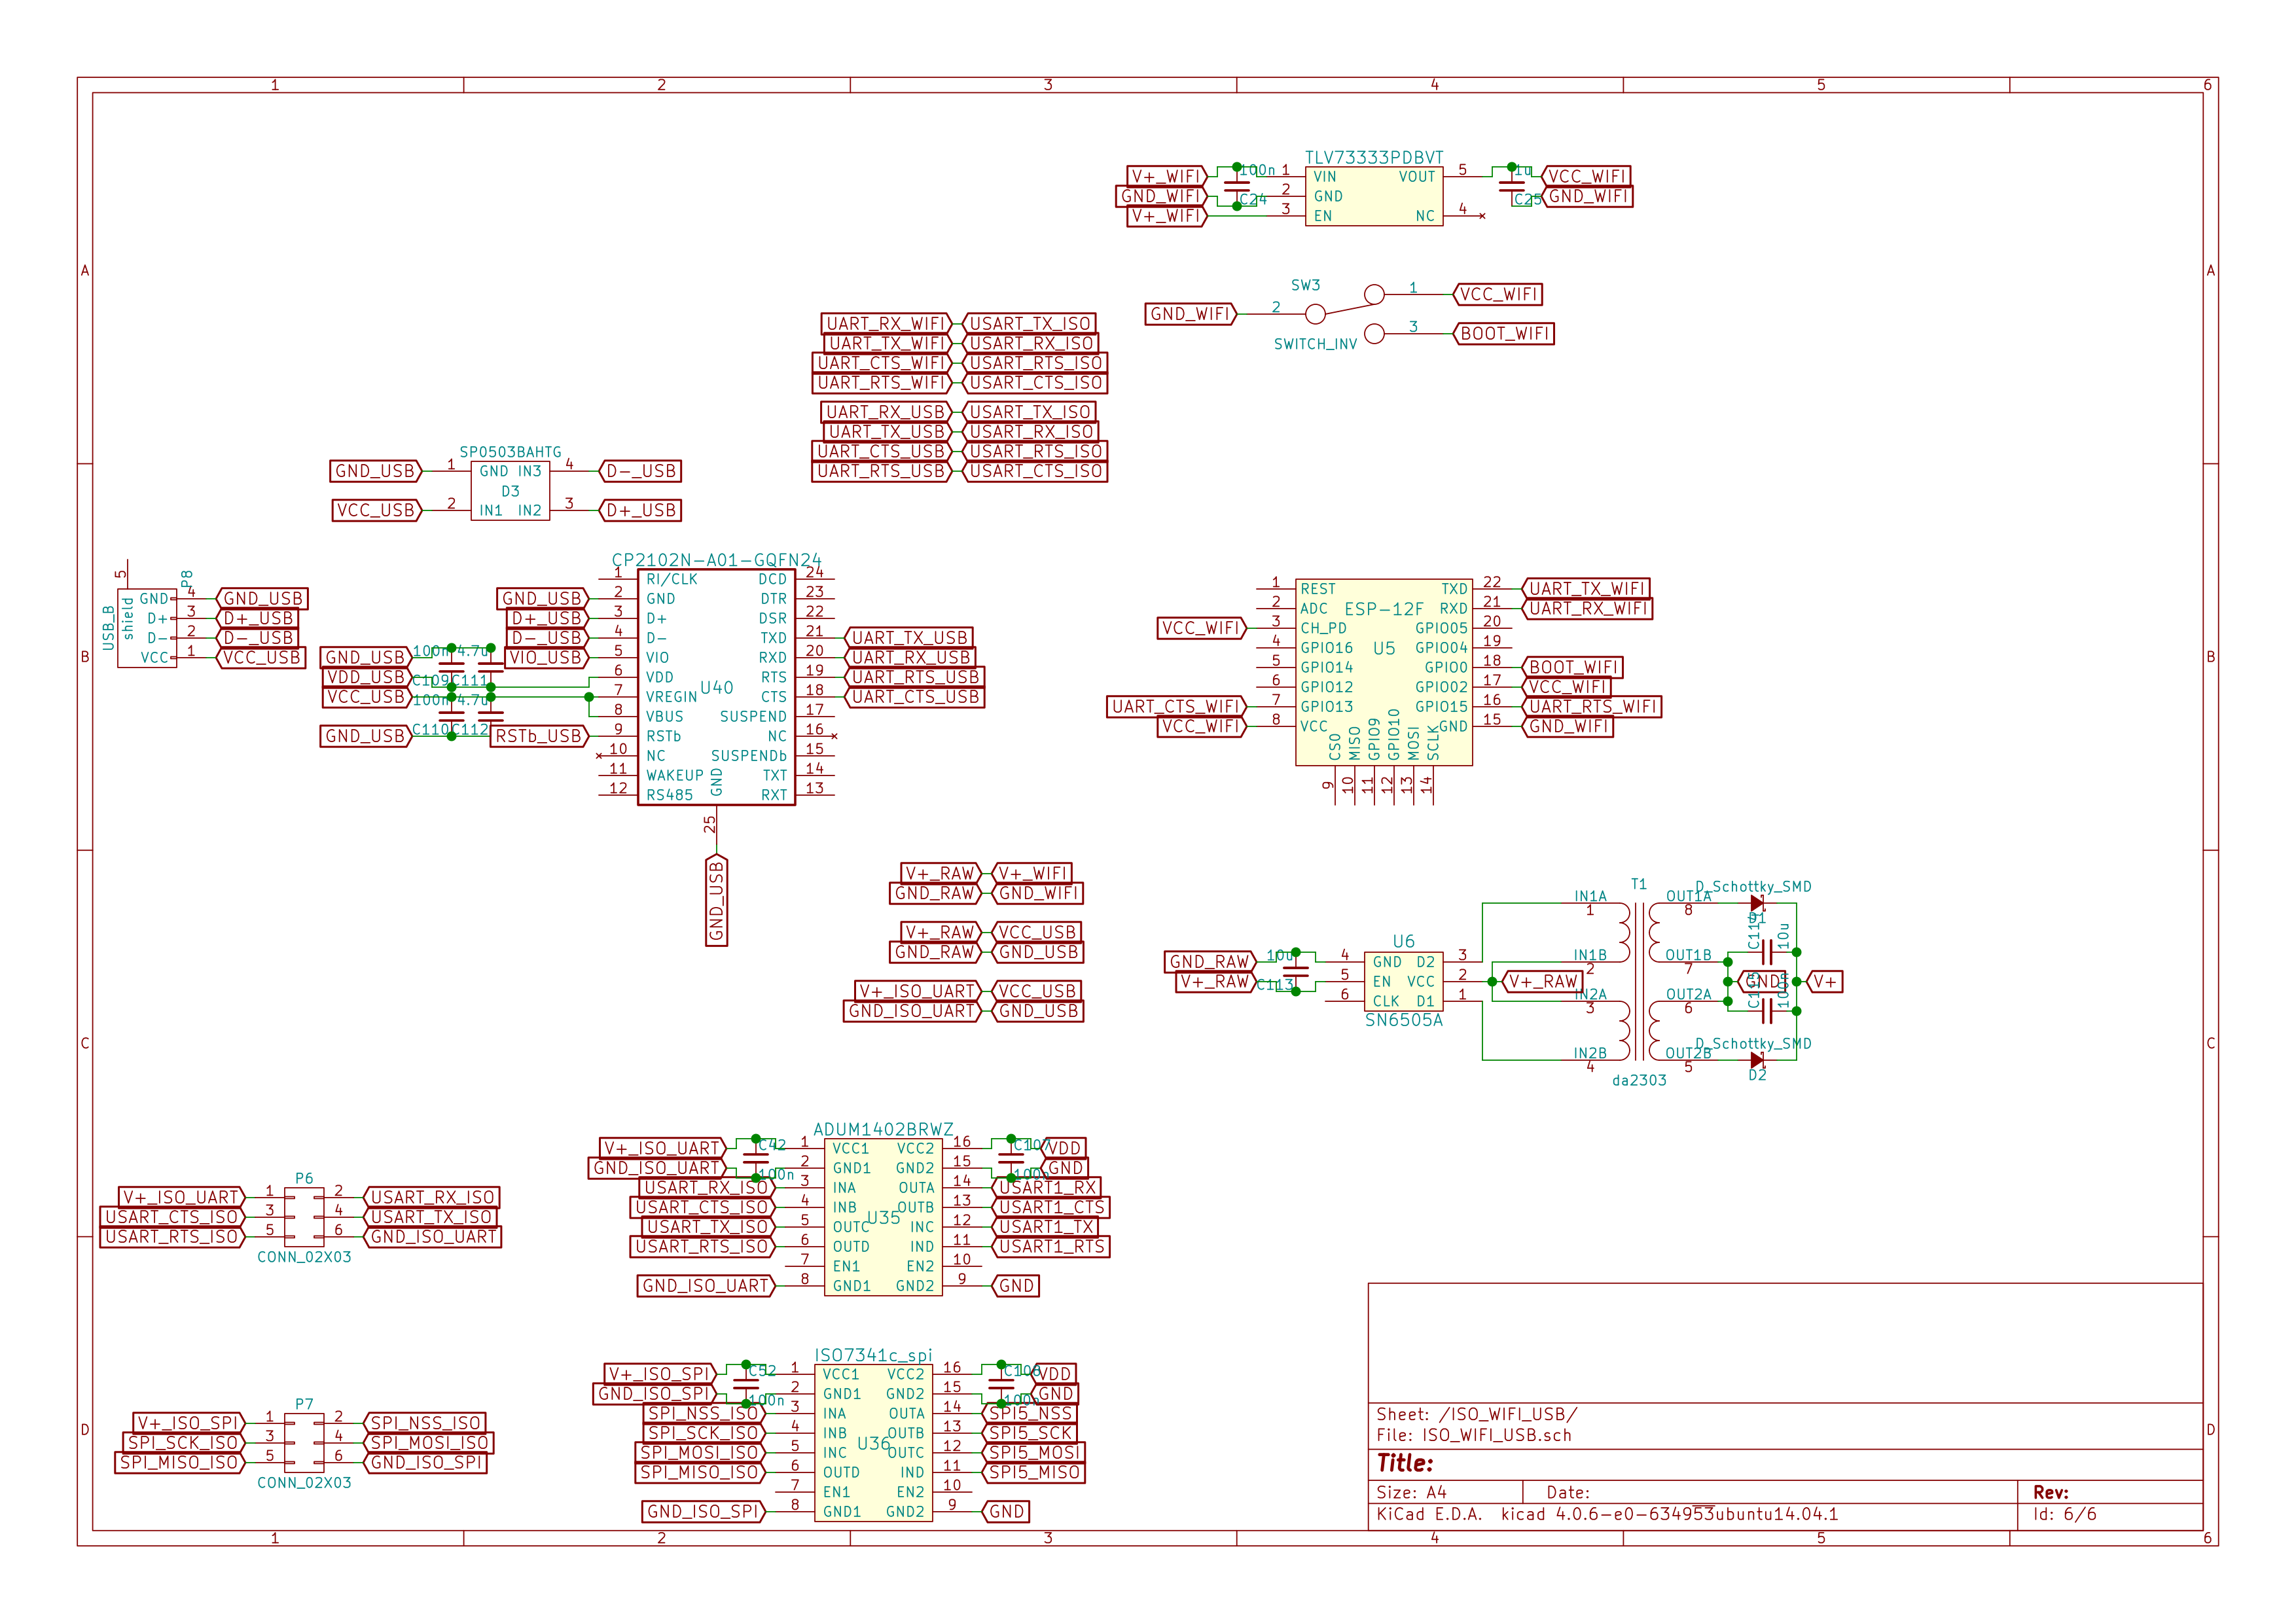 1 2 3 4 5 6
A
B
C
D
A
B
C
D
1 2 3 4 5 6
TLV73333PDBVT
V+_WIFI 100n 1 VIN VOUT 5 1u VCC_WIFI
GND_WIFI C24 2 GND C25 GND_WIFI
V+_WIFI 3 EN NC 4
SW3
GND_WIFI 2 1 VCC_WIFI
3 BOOT_WIFI
SWITCH_INV
UART_RX_WIFI USART_TX_ISO
UART_TX_WIFI USART_RX_ISO
UART_CTS_WIFI USART_RTS_ISO
UART_RTS_WIFI USART_CTS_ISO
UART_RX_USB USART_TX_ISO
UART_TX_USB USART_RX_ISO
UART_CTS_USB USART_RTS_ISO
UART_RTS_USB USART_CTS_ISO
SP0503BAHTG
GND_USB 1 GND IN3 4 D-_USB
D3
VCC_USB 2 IN1 IN2 3 D+_USB
USB_B
shield
5
P8
GND 4 GND_USB
D+ 3 D+_USB
D- 2 D-_USB
VCC 1 VCC_USB
GND_USB 100n 4.7u
VDD_USB C109 C111
VCC_USB 100n 4.7u
GND_USB C110 C112
CP2102N-A01-GQFN24
U40
1 RI/CLK DCD 24
GND_USB 2 GND DTR 23
D+_USB 3 D+ DSR 22
D-_USB 4 D- TXD 21 UART_TX_USB
VIO_USB 5 VIO RXD 20 UART_RX_USB
6 VDD RTS 19 UART_RTS_USB
7 VREGIN CTS 18 UART_CTS_USB
8 VBUS SUSPEND 17
RSTb_USB 9 RSTb NC 16
10 NC SUSPENDb 15
11 WAKEUP TXT 14
12 RS485 RXT 13
GND 25 GND_USB
ESP-12F
U5
1 REST TXD 22 UART_TX_WIFI
2 ADC RXD 21 UART_RX_WIFI
VCC_WIFI 3 CH_PD GPIO05 20
4 GPIO16 GPIO04 19
5 GPIO14 GPIO0 18 BOOT_WIFI
6 GPIO12 GPIO02 17 VCC_WIFI
UART_CTS_WIFI 7 GPIO13 GPIO15 16 UART_RTS_WIFI
VCC_WIFI 8 VCC GND 15 GND_WIFI
CS0 MISO GPIO9 GPIO10 MOSI SCLK
9 10 11 12 13 14
V+_RAW V+_WIFI
GND_RAW GND_WIFI
V+_RAW VCC_USB
GND_RAW GND_USB
V+_ISO_UART VCC_USB
GND_ISO_UART GND_USB
U6
GND_RAW 10u 4 GND D2 3
V+_RAW C113 5 EN VCC 2 V+_RAW
6 CLK D1 1
SN6505A
T1
IN1A 1 OUT1A 8
IN1B 2 OUT1B 7
IN2A 3 OUT2A 6
IN2B 4 OUT2B 5
da2303
D_Schottky_SMD
D1
10u
GND V+
100n
D_Schottky_SMD
D2
ADUM1402BRWZ
U35
V+_ISO_UART C42 1 VCC1 VCC2 16 C107 VDD
GND_ISO_UART 100n 2 GND1 GND2 15 100n GND
USART_RX_ISO 3 INA OUTA 14 USART1_RX
USART_CTS_ISO 4 INB OUTB 13 USART1_CTS
USART_TX_ISO 5 OUTC INC 12 USART1_TX
USART_RTS_ISO 6 OUTD IND 11 USART1_RTS
7 EN1 EN2 10
GND_ISO_UART 8 GND1 GND2 9 GND
P6
V+_ISO_UART 1 2 USART_RX_ISO
USART_CTS_ISO 3 4 USART_TX_ISO
USART_RTS_ISO 5 6 GND_ISO_UART
CONN_02X03
ISO7341c_spi
U36
V+_ISO_SPI C52 1 VCC1 VCC2 16 VDD
GND_ISO_SPI 100n 2 GND1 GND2 15 100n GND
SPI_NSS_ISO 3 INA OUTA 14 SPI5_NSS
SPI_SCK_ISO 4 INB OUTB 13 SPI5_SCK
SPI_MOSI_ISO 5 INC OUTC 12 SPI5_MOSI
SPI_MISO_ISO 6 OUTD IND 11 SPI5_MISO
7 EN1 EN2 10
GND_ISO_SPI 8 GND1 GND2 9 GND
P7
V+_ISO_SPI 1 2 SPI_NSS_ISO
SPI_SCK_ISO 3 4 SPI_MOSI_ISO
SPI_MISO_ISO 5 6 GND_ISO_SPI
CONN_02X03
Sheet: /ISO_WIFI_USB/
File: ISO_WIFI_USB.sch
Title:
Size: A4 Date: Rev:
KiCad E.D.A. kicad 4.0.6-e0-634953ubuntu14.04.1 Id: 6/6